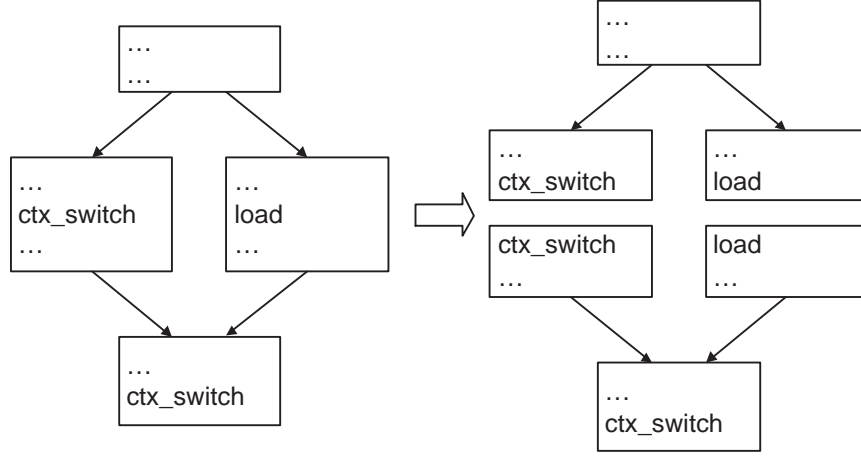 …
…
…
ctx_switch
…
…
load
…
…
ctx_switch
…
…
…
ctx_switch
…
load
ctx_switch
…
load
…
…
ctx_switch